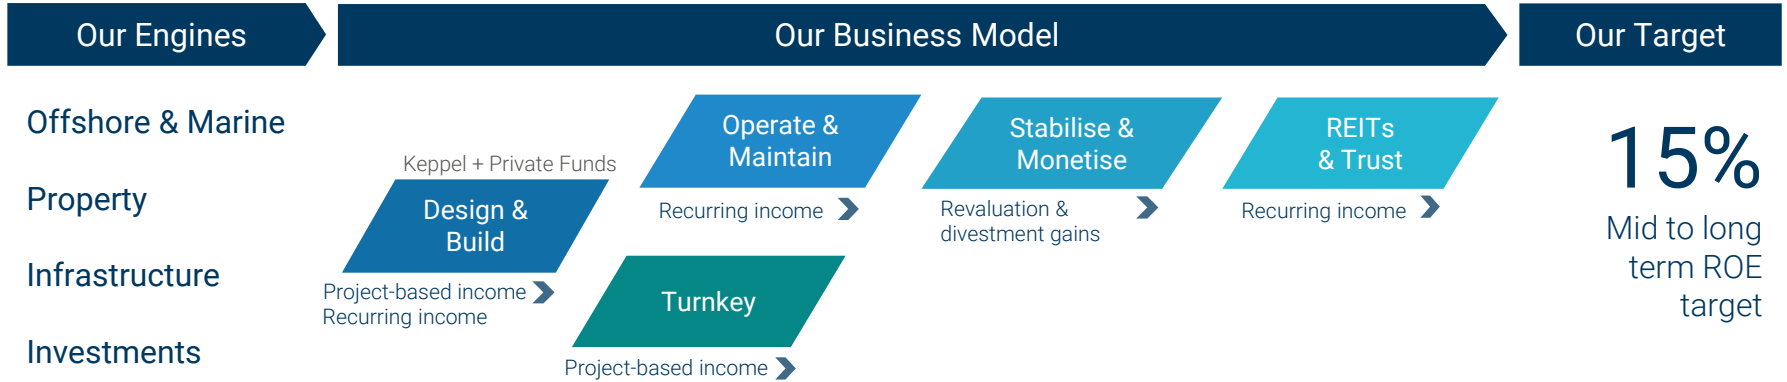 Our Engines
Our Business Model
Our Target
Offshore & Marine
Property
Infrastructure
Investments
Keppel + Private Funds
Design &
Build
Project-based income
Recurring income
Operate &
Maintain
Recurring income
Turnkey
Project-based income
Stabilise &
Monetise
Revaluation &
divestment gains
REITs
& Trust
Recurring income
15%
Mid to long
term ROE
target